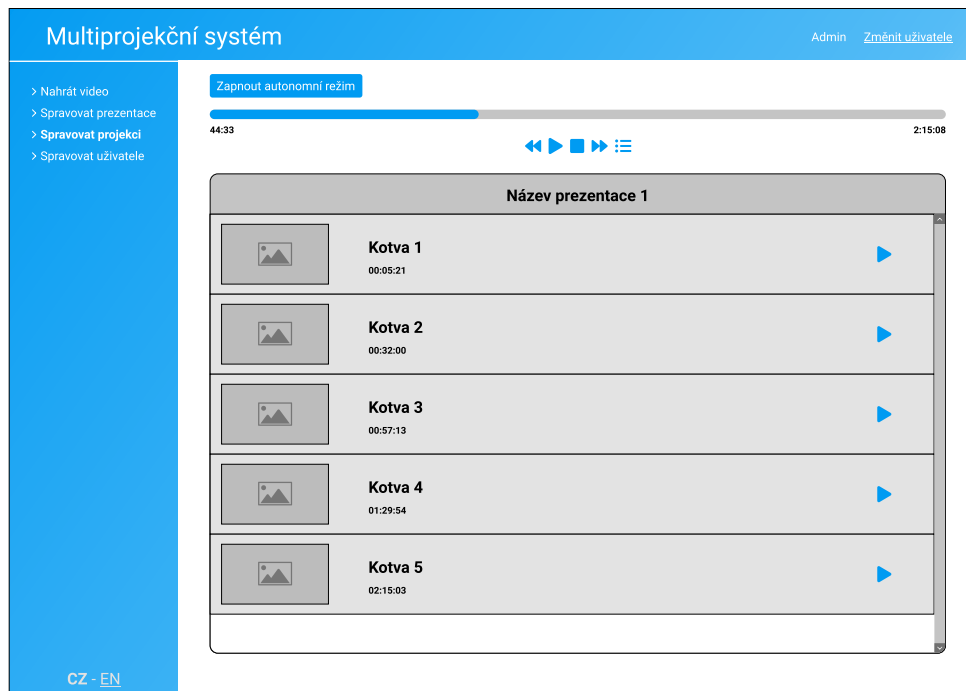 Multiprojekční systém
Admin Změnit uživatele
> Nahrát video
> Spravovat prezentace
> Spravovat projekci
> Spravovat uživatele
CZ - EN
Zapnout autonomní režim
44:33 2:15:08
Název prezentace 1
Kotva 1
00:05:21
Kotva 2
00:32:00
Kotva 3
00:57:13
Kotva 4
01:29:54
Kotva 5
02:15:03